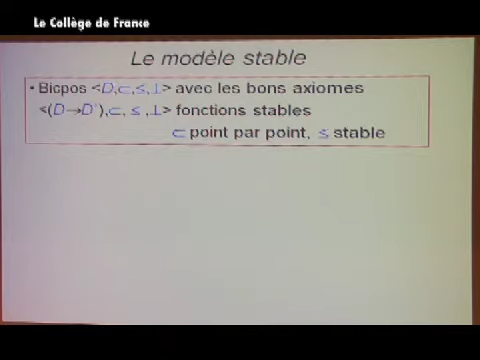 Le Collège de France
Le modèle stable
• Bicpos <D,⊂,≤,⊥> avec les bons axiomes
<(D→D'),⊂, ≤ ,⊥> fonctions stables
⊂ point par point, ≤ stable